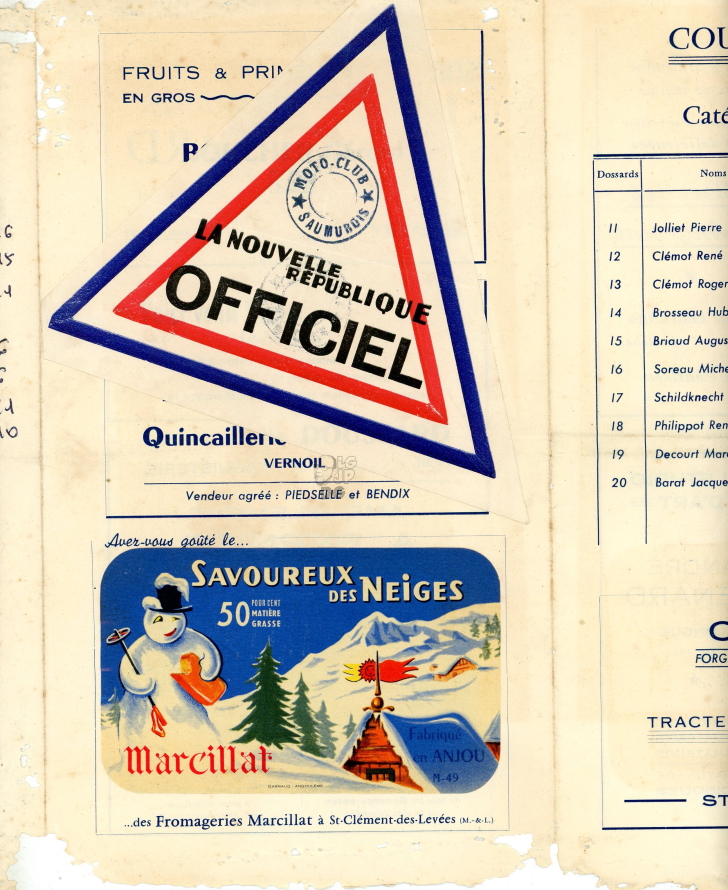 6
15
FRUITS & PRIM
EN GROS
MOTO-CLUB
SAUMUROIS
LA NOUVELLE
RÉPUBLIQUE
OFFICIEL
Quincaillerie
VERNOIL
Vendeur agréé : PIEDSELLE et BENDIX
Avez-vous goûté le...
SAVOUREUX
DES NEIGES
50 POUR CENT
MATIÈRE
GRASSE
Fabriqué
en ANJOU
M-49
Marcillat
...des Fromageries Marcillat à St-Clément-des-Levées (M.-&-L.)
COU
Caté
Dossards Noms
11 Jolliet Pierre
12 Clémot René
13 Clémot Roger
14 Brosseau Hub
15 Briaud Augus
16 Soreau Miche
17 Schildknecht
18 Philippot Ren
19 Decourt Marc
20 Barat Jacque
FORG
TRACTE
ST